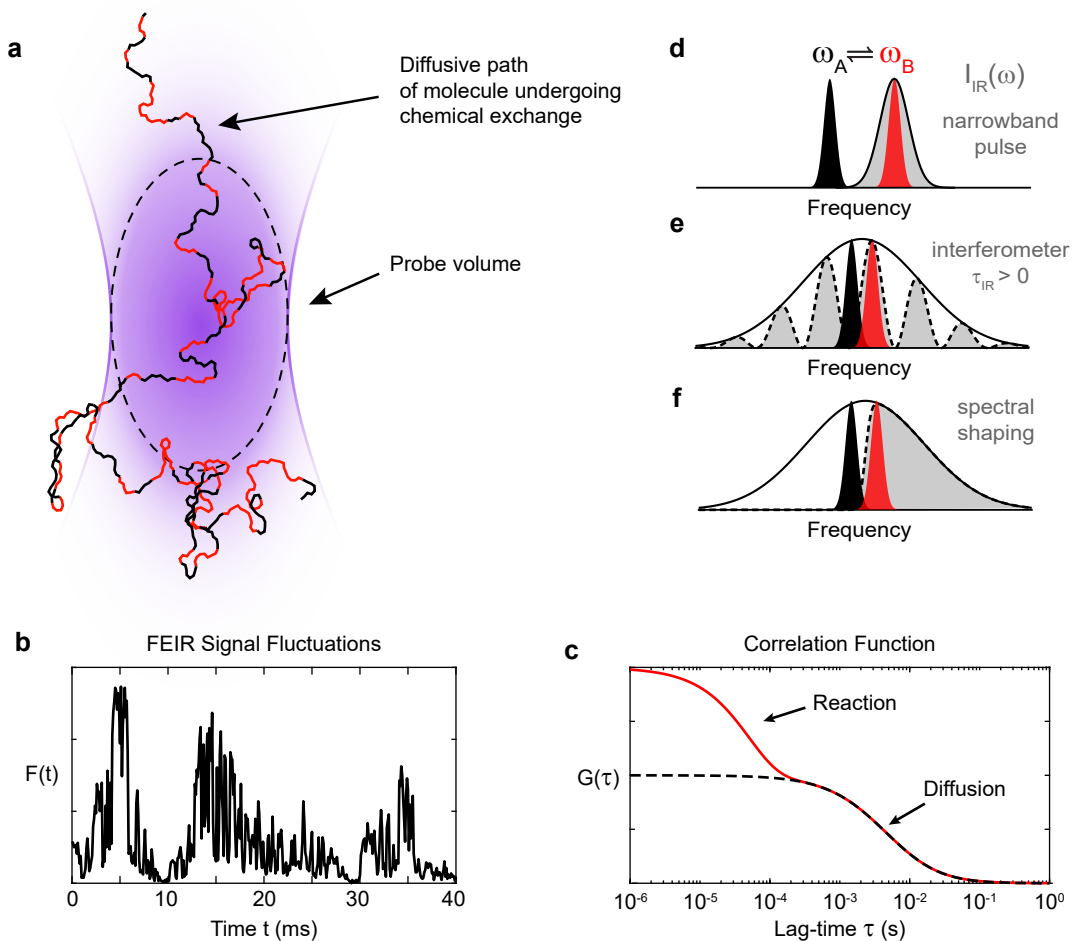 a
Diffusive path
of molecule undergoing
chemical exchange
Probe volume
b
FEIR Signal Fluctuations
F(t)
0
10
20
30
40
Time t (ms)
c
Correlation Function
Reaction
Diffusion
G(τ)
10⁻⁶
10⁻⁵
10⁻⁴
10⁻³
10⁻²
10⁻¹
10⁰
Lag-time τ (s)
d
ω_A ⇌ ω_B
I_IR(ω)
narrowband
pulse
Frequency
e
interferometer
τ_IR > 0
Frequency
f
spectral
shaping
Frequency